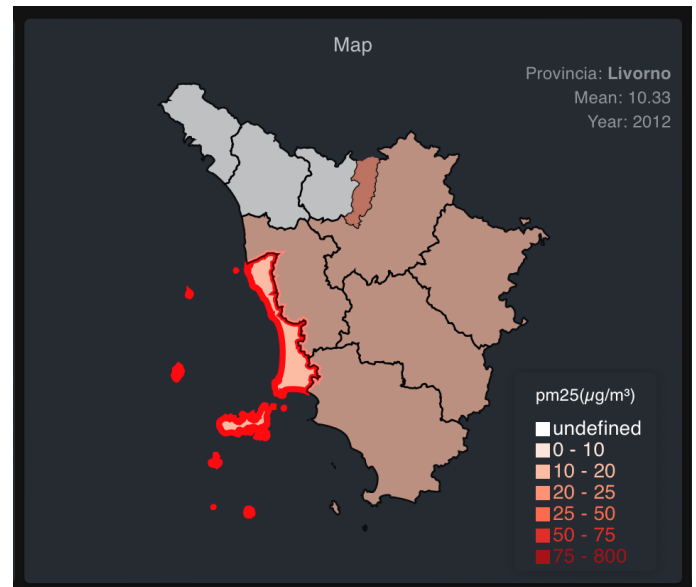 Map
Provincia: Livorno
Mean: 10.33
Year: 2012
pm25(µg/m³)
undefined
0 - 10
10 - 20
20 - 25
25 - 50
50 - 75
75 - 800